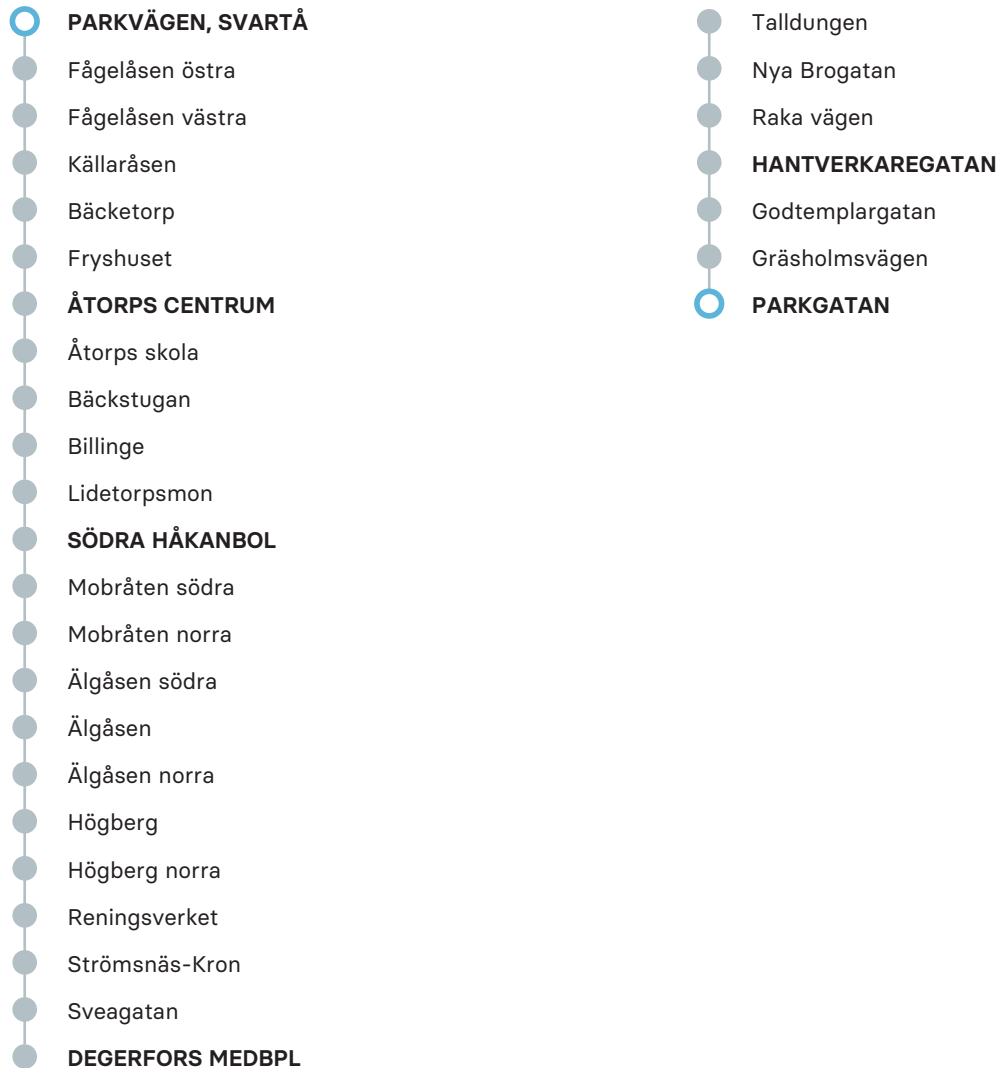 PARKVÄGEN, SVARTÅ
Fågelåsen östra
Fågelåsen västra
Källaråsen
Bäcketorp
Fryshuset
ÅTORPS CENTRUM
Åtorps skola
Bäckstugan
Billinge
Lidetorpsmon
SÖDRA HÅKANBOL
Mobråten södra
Mobråten norra
Älgåsen södra
Älgåsen
Älgåsen norra
Högberg
Högberg norra
Reningsverket
Strömsnäs-Kron
Sveagatan
DEGERFORS MEDBPL
Talldungen
Nya Brogatan
Raka vägen
HANTVERKAREGATAN
Godtemplargatan
Gräsholmsvägen
PARKGATAN